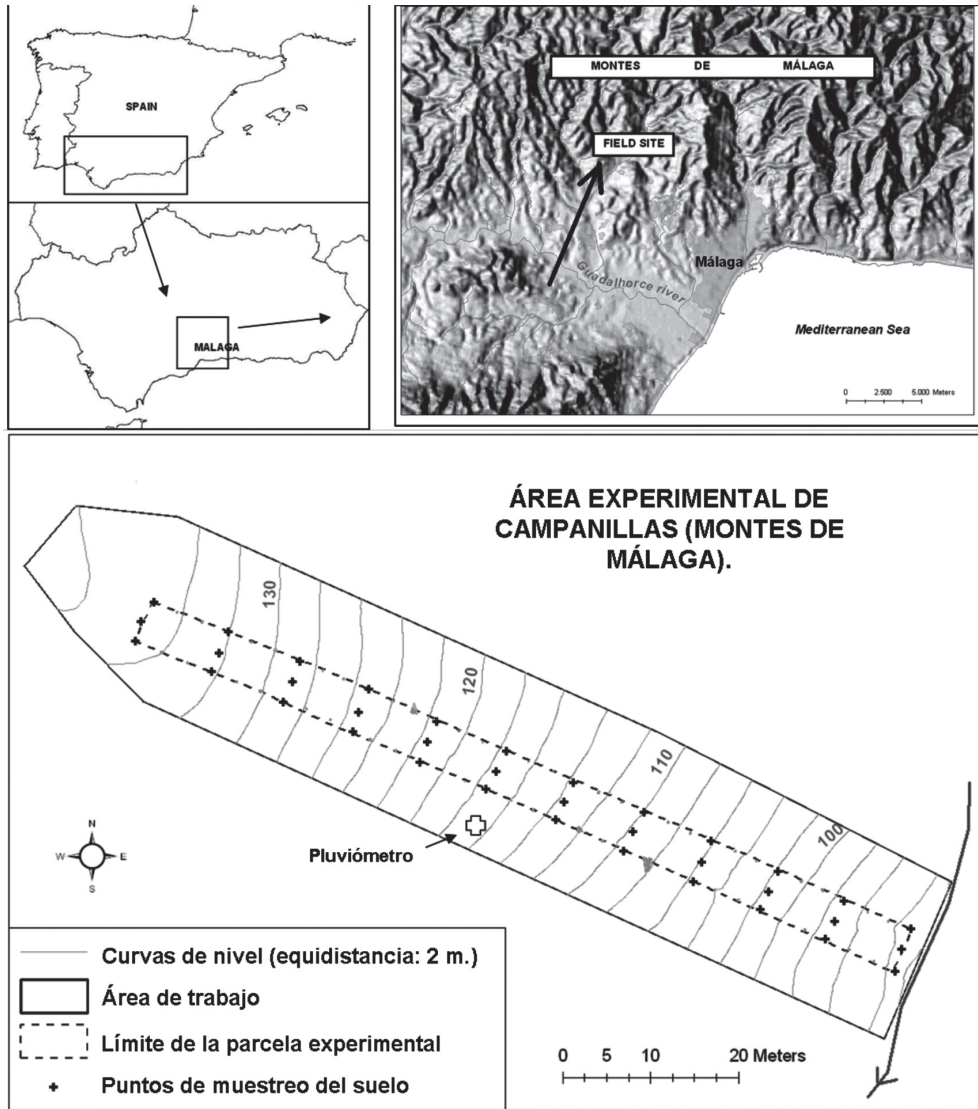 SPAIN
MALAGA
MONTES DE MÁLAGA
FIELD SITE
Málaga
Guadalhorce river
Mediterranean Sea
0 2.500 5.000 Meters
ÁREA EXPERIMENTAL DE
CAMPANILLAS (MONTES DE
MÁLAGA).
130
120
110
100
N
W E
S
Pluviómetro
Curvas de nivel (equidistancia: 2 m.)
Área de trabajo
Límite de la parcela experimental
Puntos de muestreo del suelo
0 5 10 20 Meters